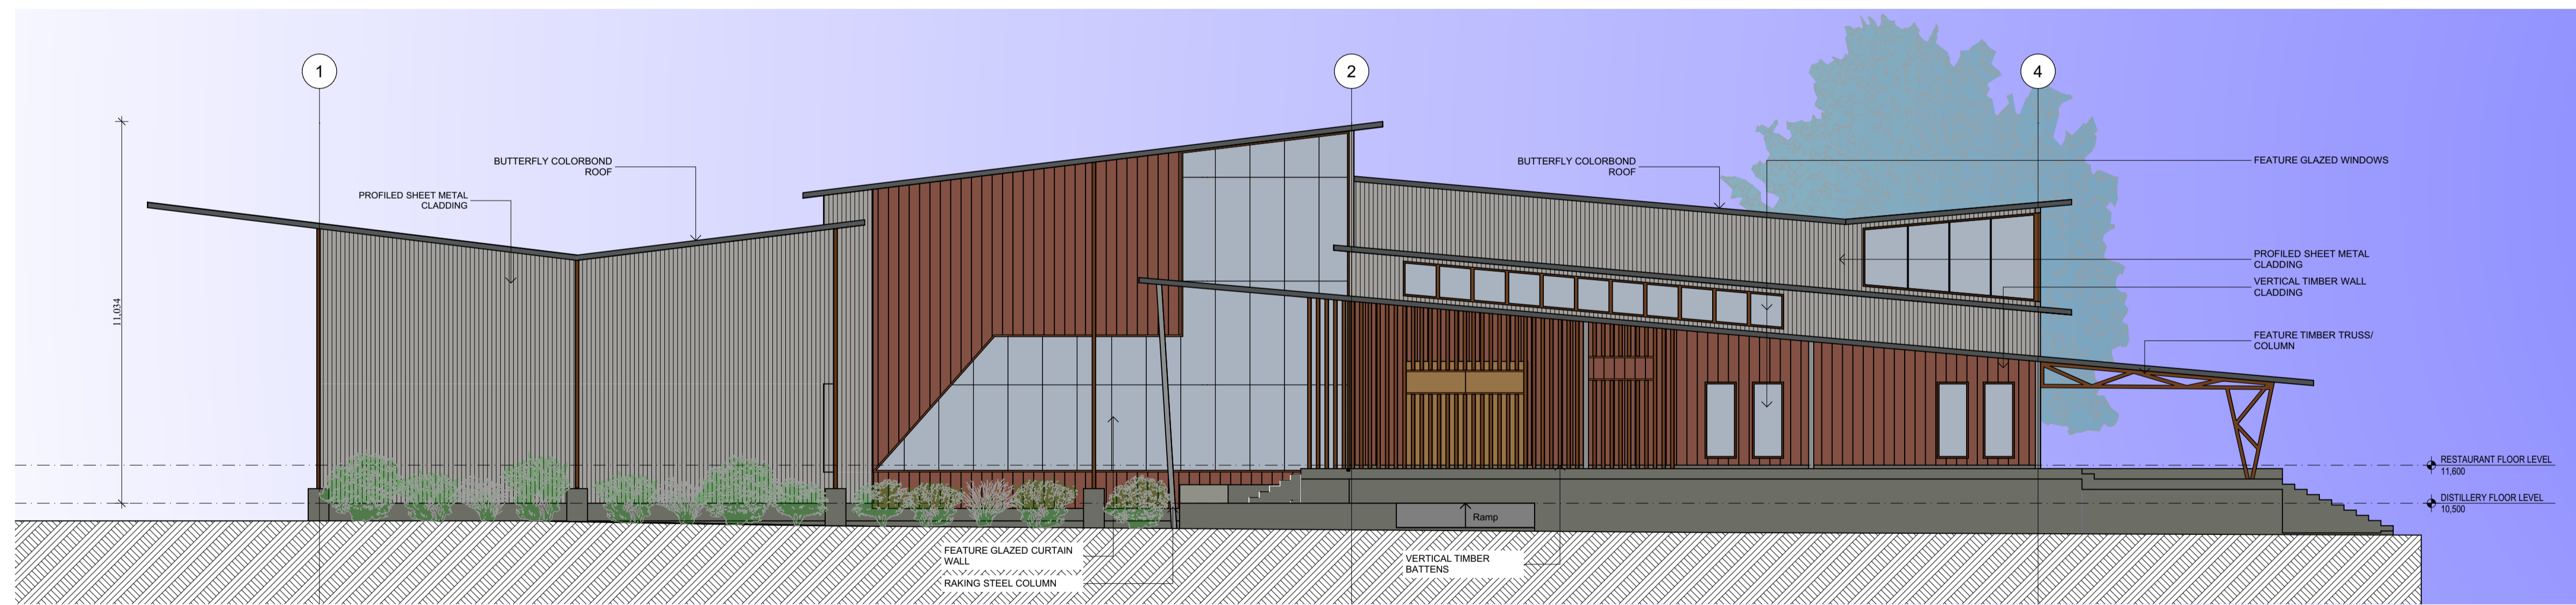 1
2
4
11,034
BUTTERFLY COLORBOND
ROOF
PROFILED SHEET METAL
CLADDING
BUTTERFLY COLORBOND
ROOF
FEATURE GLAZED WINDOWS
PROFILED SHEET METAL
CLADDING
VERTICAL TIMBER WALL
CLADDING
FEATURE TIMBER TRUSS/
COLUMN
RESTAURANT FLOOR LEVEL
11,600
DISTILLERY FLOOR LEVEL
10,500
Ramp
FEATURE GLAZED CURTAIN
WALL
RAKING STEEL COLUMN
VERTICAL TIMBER
BATTENS